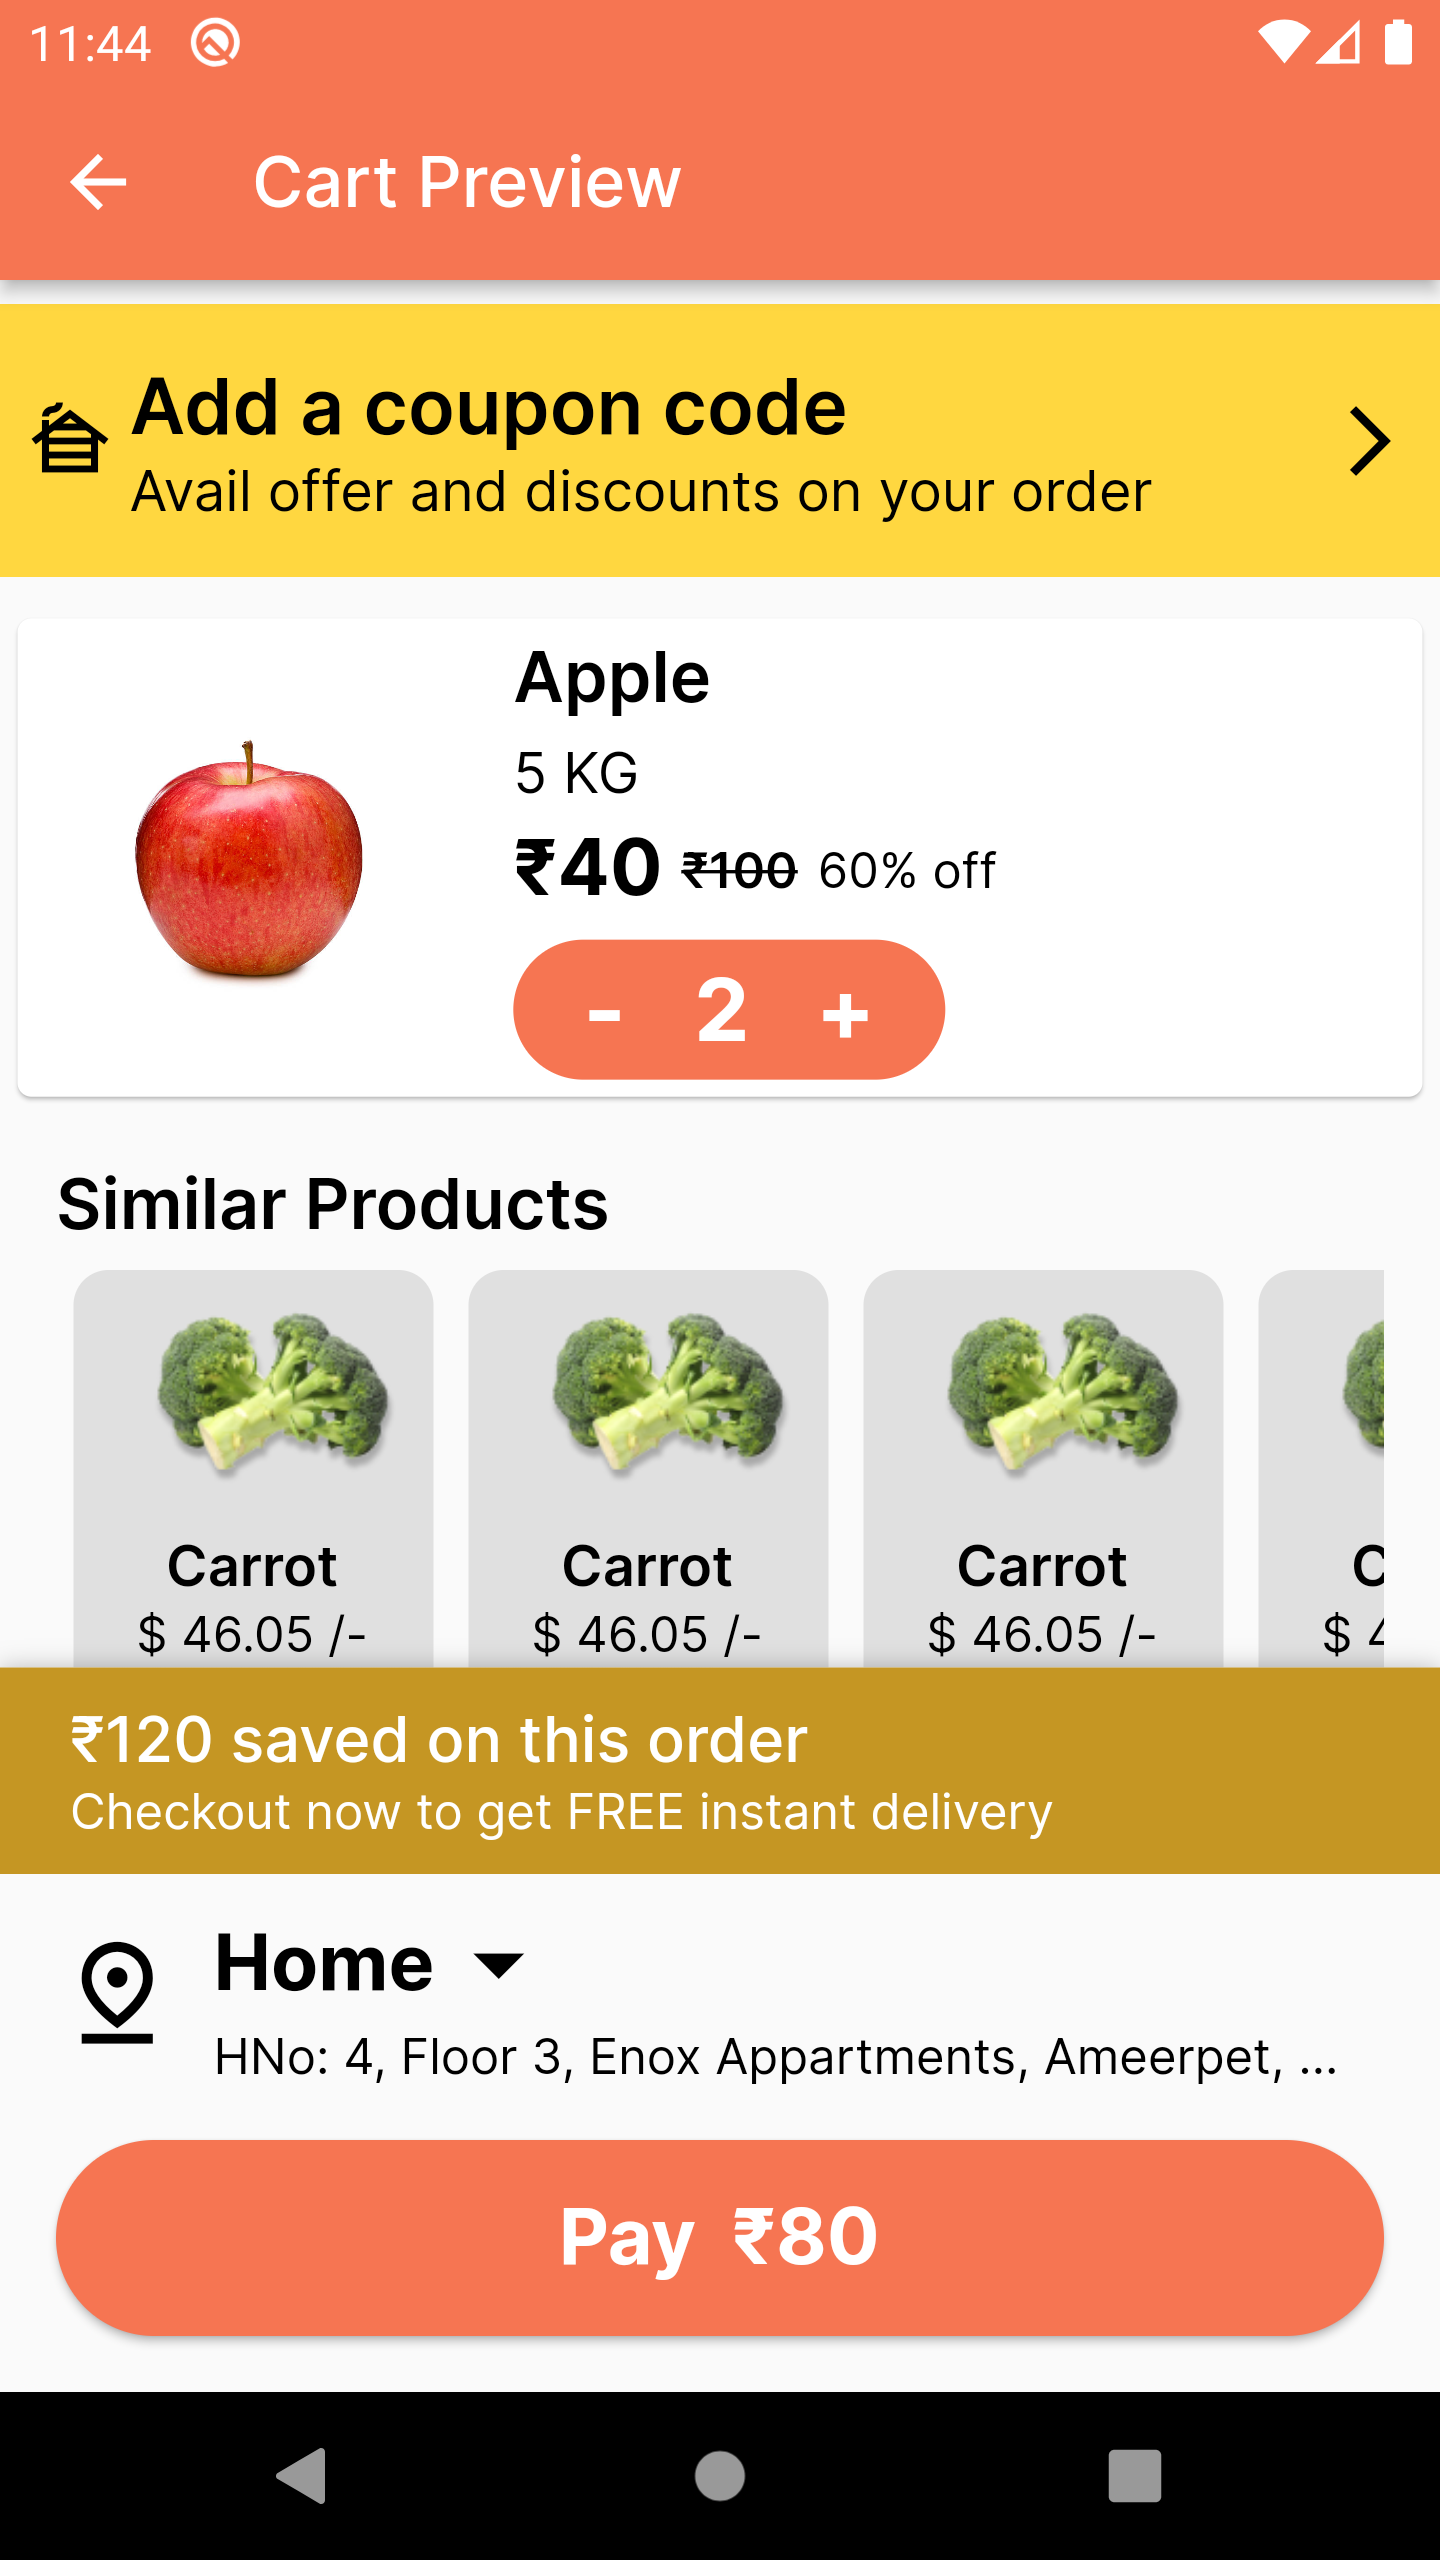 11:44
Cart Preview
Add a coupon code
Avail offer and discounts on your order
Apple
5 KG
₹40 ₹100 60% off
- 2 +
Similar Products
Carrot Carrot Carrot C
$ 46.05 /- $ 46.05 /- $ 46.05 /- $ 4
₹120 saved on this order
Checkout now to get FREE instant delivery
Home
HNo: 4, Floor 3, Enox Appartments, Ameerpet, ...
Pay ₹80